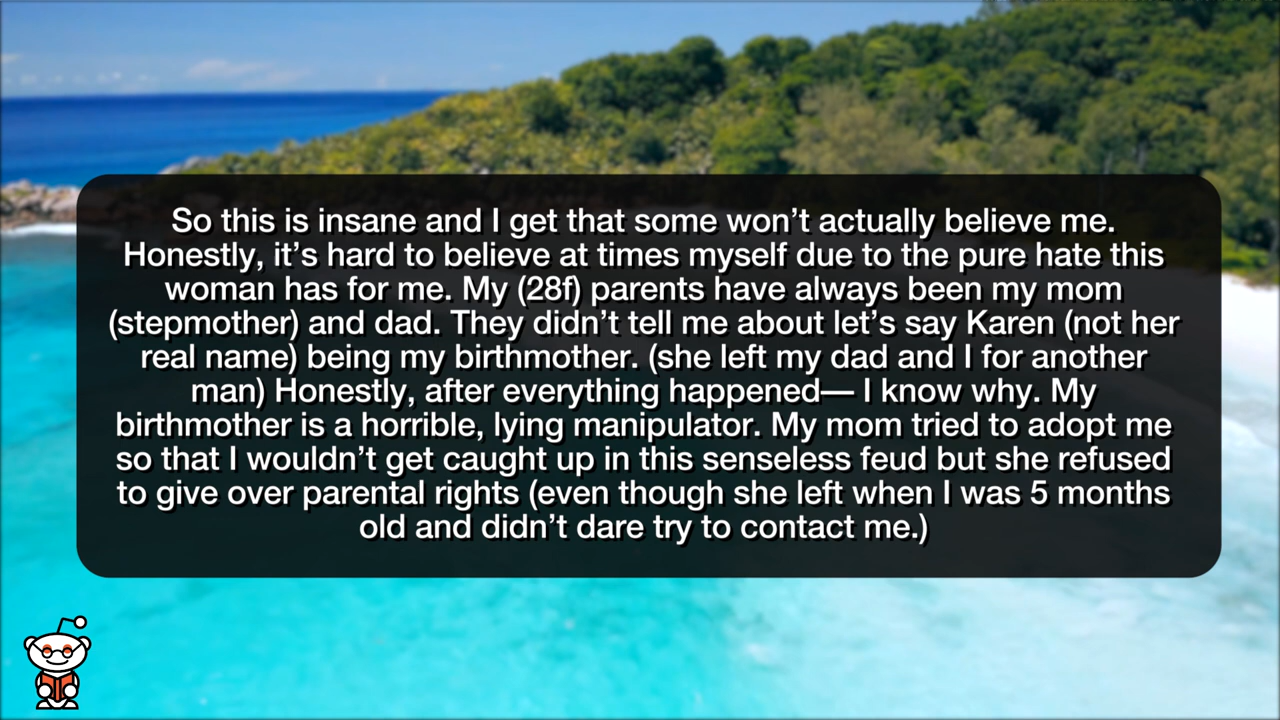 So this is insane and I get that some won’t actually believe me.
Honestly, it’s hard to believe at times myself due to the pure hate this
woman has for me. My (28f) parents have always been my mom
(stepmother) and dad. They didn’t tell me about let’s say Karen (not her
real name) being my birthmother. (she left my dad and I for another
man) Honestly, after everything happened— I know why. My
birthmother is a horrible, lying manipulator. My mom tried to adopt me
so that I wouldn’t get caught up in this senseless feud but she refused
to give over parental rights (even though she left when I was 5 months
old and didn’t dare try to contact me.)